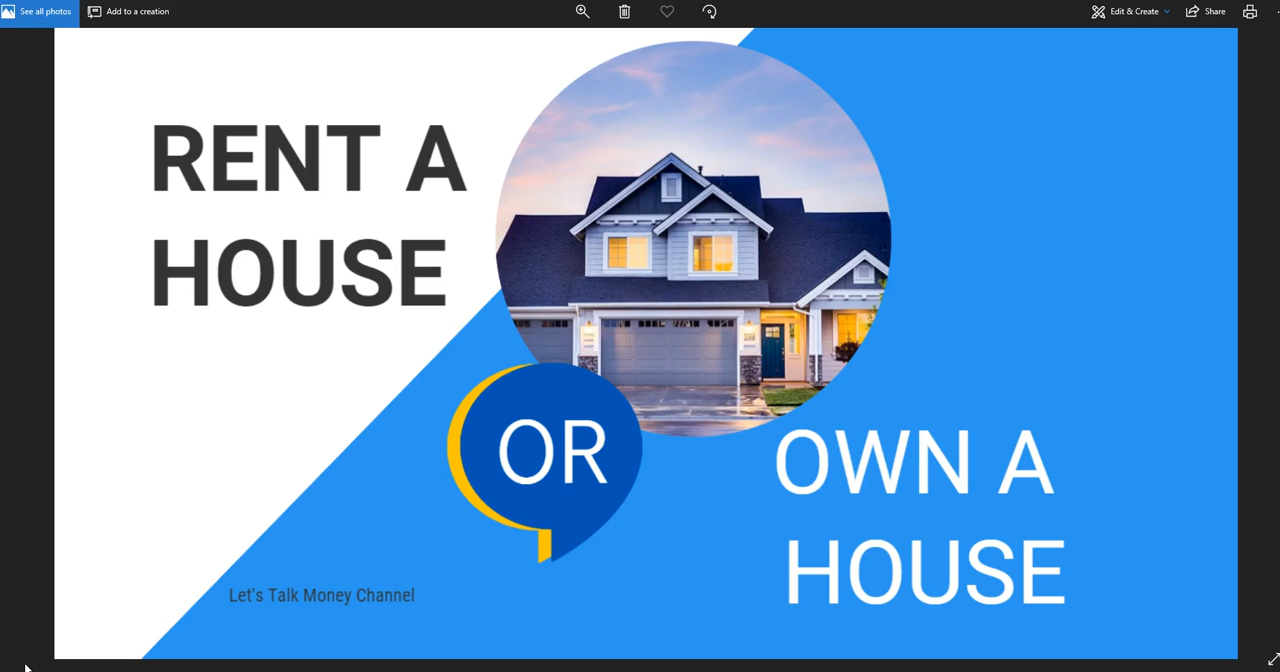 See all photos
Add to a creation
Edit & Create
Share
RENT A
HOUSE
OR
OWN A
HOUSE
Let's Talk Money Channel